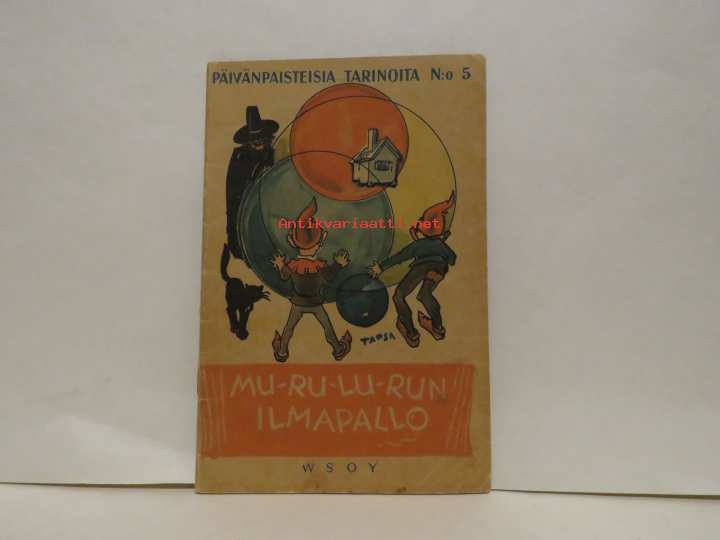 PÄIVÄNPAISTEISIA TARINOITA N:o 5
Antikvariaatti.net
TAPSA
MU-RU-LU-RUN
ILMAPALLO
WSOY